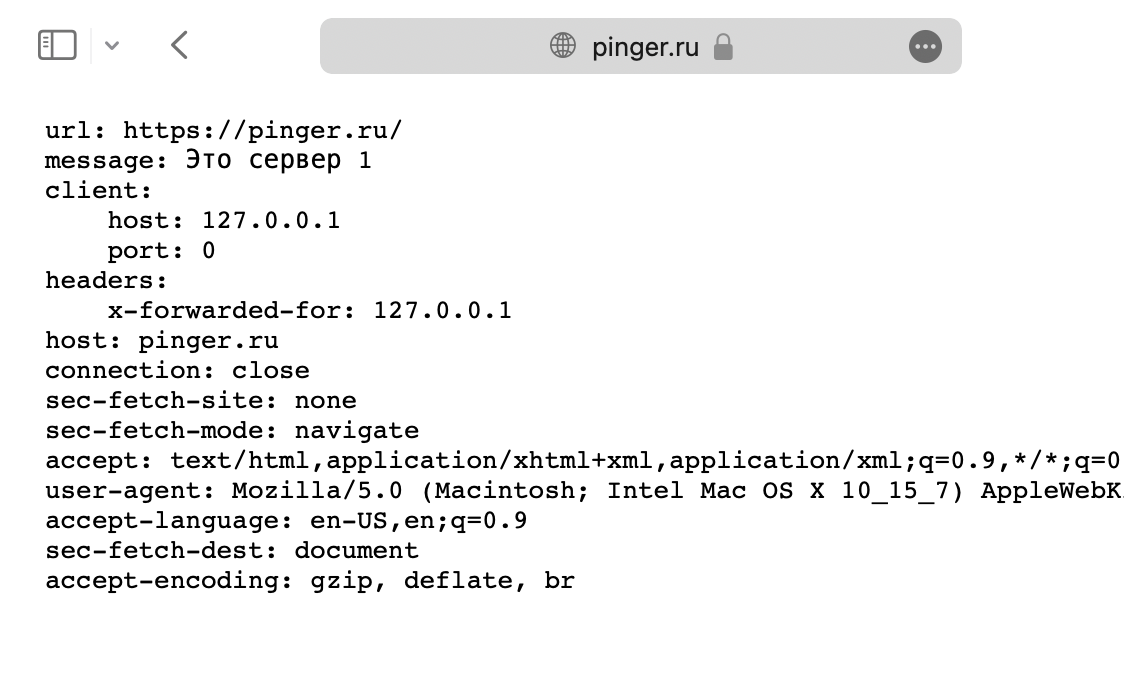 pinger.ru
url: https://pinger.ru/
message: Это сервер 1
client:
    host: 127.0.0.1
    port: 0
headers:
    x-forwarded-for: 127.0.0.1
host: pinger.ru
connection: close
sec-fetch-site: none
sec-fetch-mode: navigate
accept: text/html,application/xhtml+xml,application/xml;q=0.9,*/*;q=0
user-agent: Mozilla/5.0 (Macintosh; Intel Mac OS X 10_15_7) AppleWebK
accept-language: en-US,en;q=0.9
sec-fetch-dest: document
accept-encoding: gzip, deflate, br